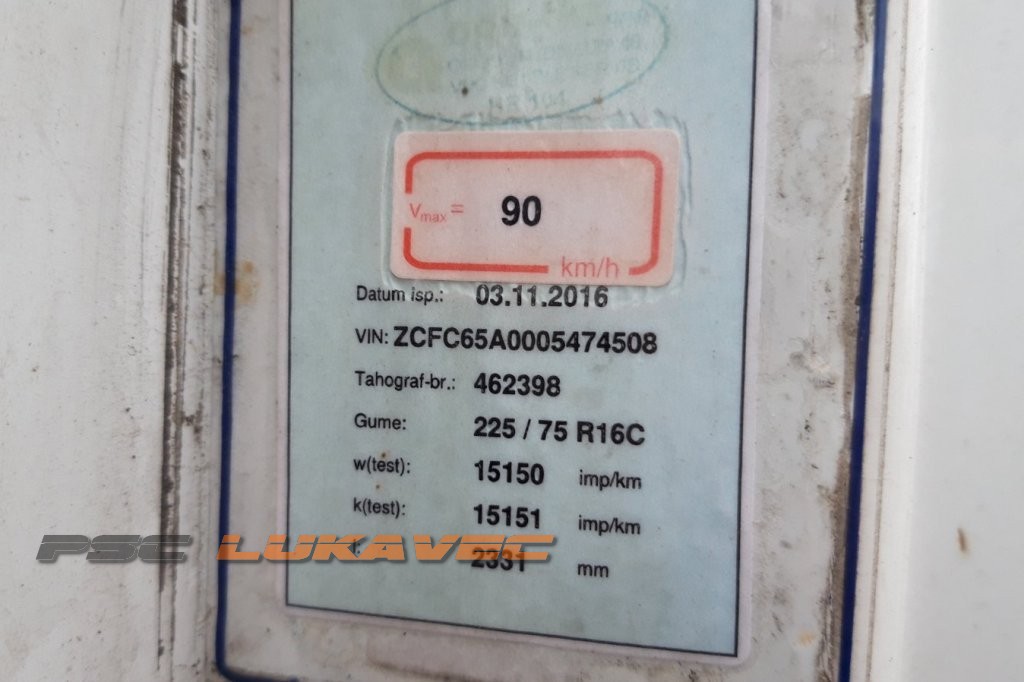 Vmax = 90
km/h
Datum isp.: 03.11.2016
VIN: ZCFC65A0005474508
Tahograf-br.: 462398
Gume: 225 / 75 R16C
w(test): 15150 imp/km
k(test): 15151 imp/km
2331 mm
PSC LUKAVEC